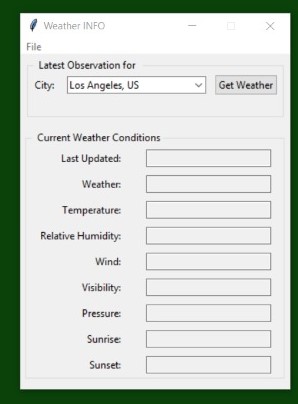 Weather INFO
File
Latest Observation for
City: Los Angeles, US Get Weather
Current Weather Conditions
Last Updated:
Weather:
Temperature:
Relative Humidity:
Wind:
Visibility:
Pressure:
Sunrise:
Sunset: